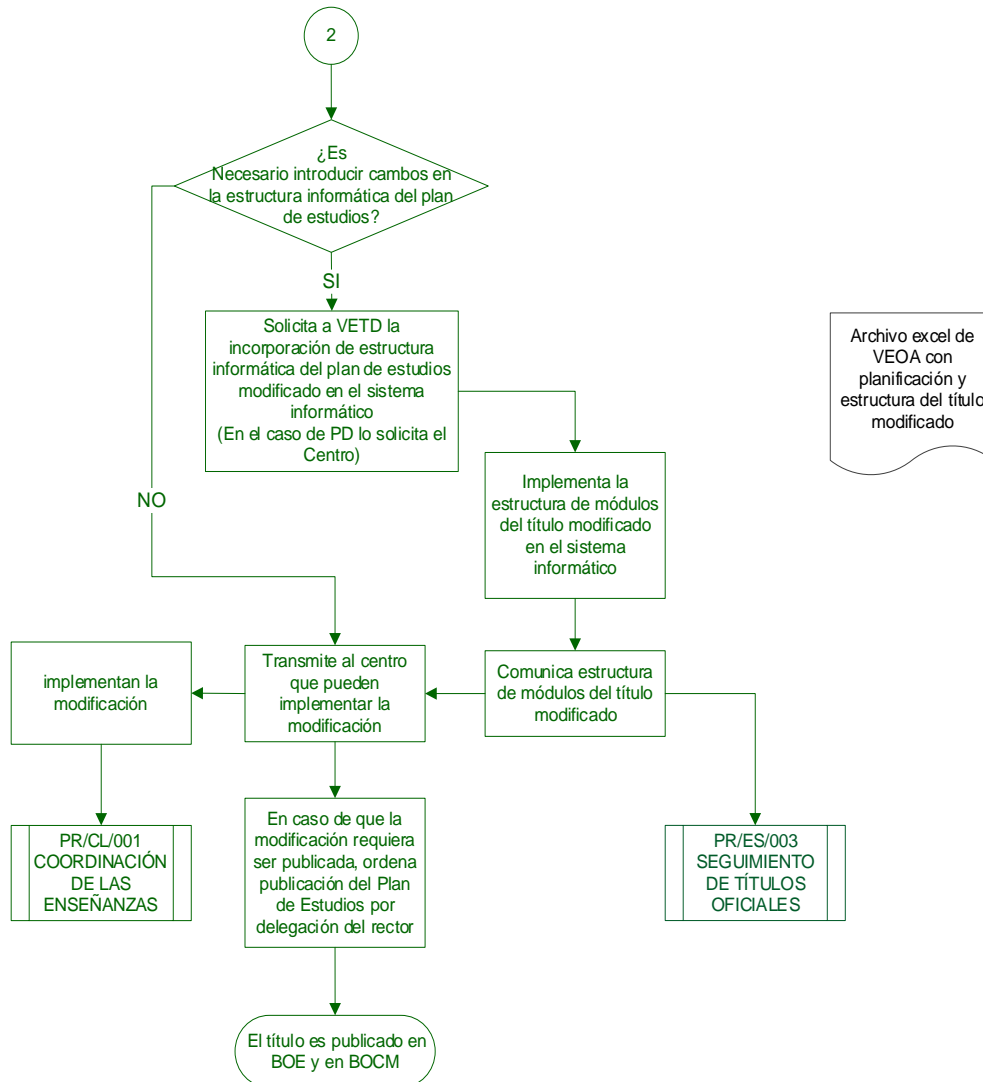 2
¿Es
Necesario introducir cambos en
la estructura informática del plan
de estudios?
SI
Solicita a VETD la
incorporación de estructura
informática del plan de estudios
modificado en el sistema
informático
(En el caso de PD lo solicita el
Centro)
Archivo excel de
VEOA con
planificación y
estructura del título
modificado
Implementa la
estructura de módulos
del título modificado
en el sistema
informático
NO
implementan la
modificación
Transmite al centro
que pueden
implementar la
modificación
Comunica estructura
de módulos del título
modificado
PR/CL/001
COORDINACIÓN
DE LAS
ENSEÑANZAS
En caso de que la
modificación requiera
ser publicada, ordena
publicación del Plan
de Estudios por
delegación del rector
PR/ES/003
SEGUIMIENTO
DE TÍTULOS
OFICIALES
El título es publicado en
BOE y en BOCM